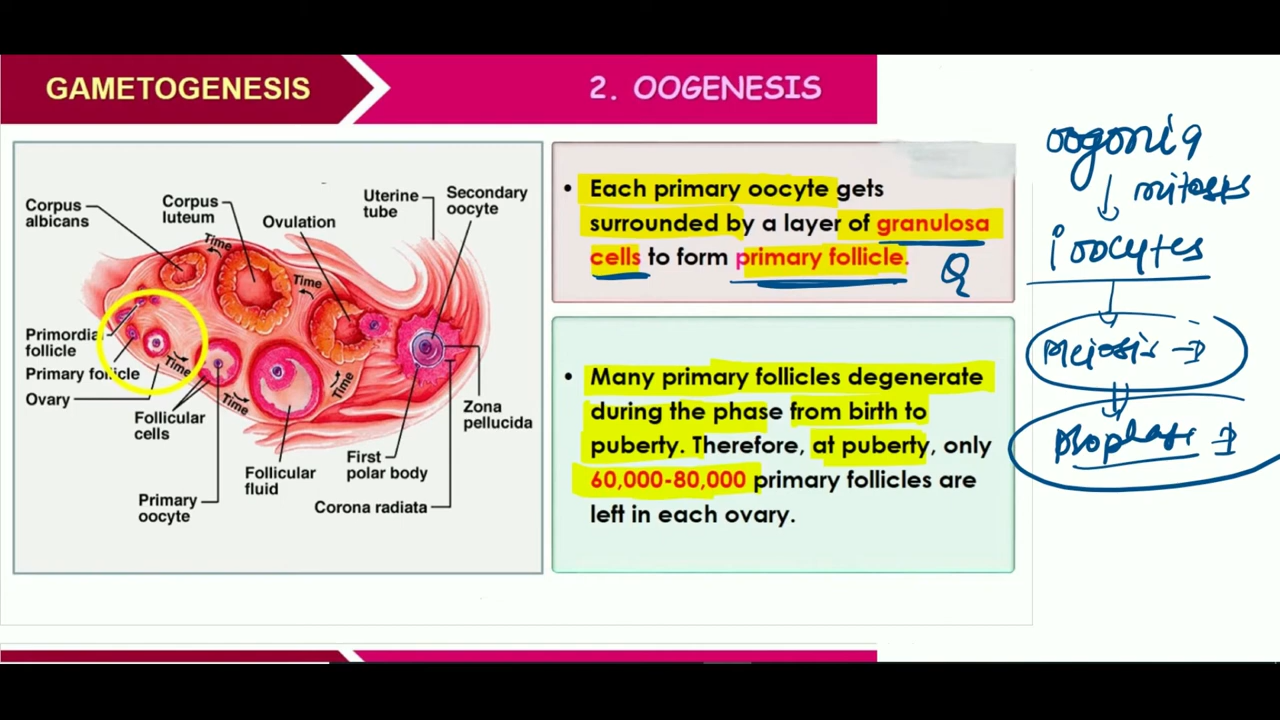 GAMETOGENESIS
2. OOGENESIS
Corpus
albicans
Corpus
luteum
Ovulation
Uterine
tube
Secondary
oocyte
Time
Time
Time
Time
Time
Primordial
follicle
Primary follicle
Ovary
Follicular
cells
Primary
oocyte
Follicular
fluid
First
polar body
Corona radiata
Zona
pellucida
• Each primary oocyte gets
surrounded by a layer of granulosa
cells to form primary follicle.
• Many primary follicles degenerate
during the phase from birth to
puberty. Therefore, at puberty, only
60,000-80,000 primary follicles are
left in each ovary.
oogonia
mitosis
1° oocytes
Meiosis - I
prophase I